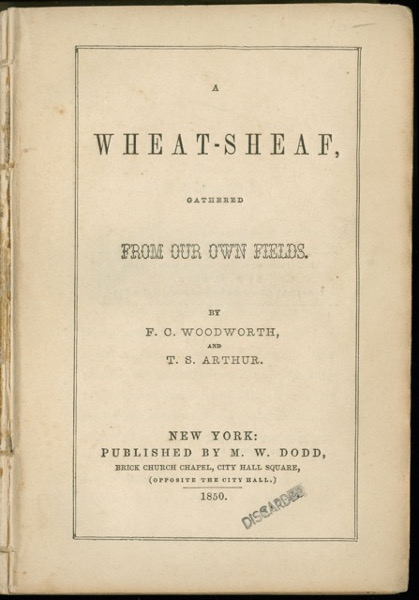 A
WHEAT-SHEAF,
GATHERED
FROM OUR OWN FIELDS.
BY
F. C. WOODWORTH,
AND
T. S. ARTHUR.
NEW YORK:
PUBLISHED BY M. W. DODD,
BRICK CHURCH CHAPEL, CITY HALL SQUARE,
(OPPOSITE THE CITY HALL.)
1850.
DISCARDED